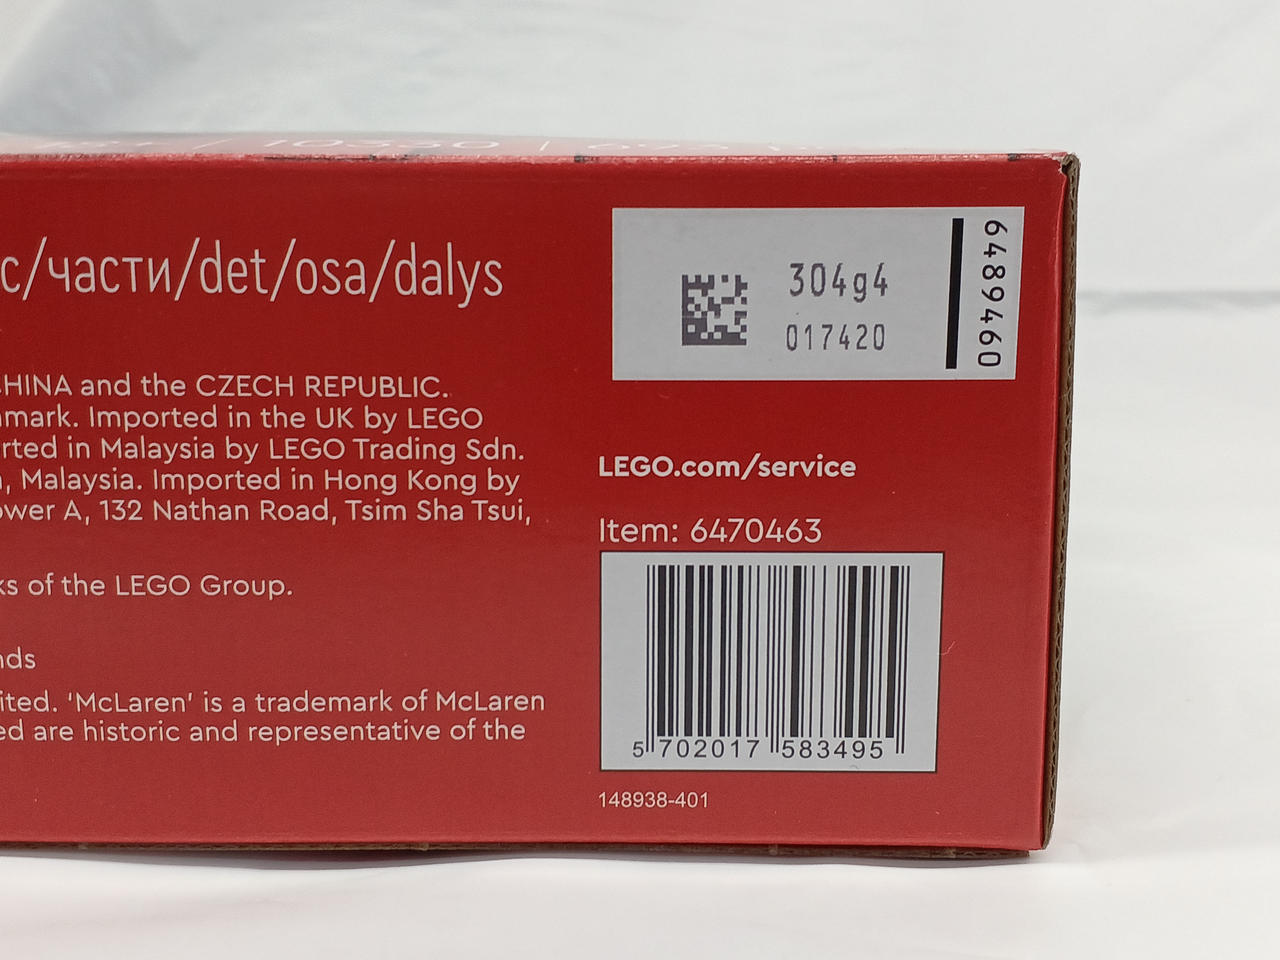 10330
c/части/det/osa/dalys
CHINA and the CZECH REPUBLIC.
nmark. Imported in the UK by LEGO
rted in Malaysia by LEGO Trading Sdn.
, Malaysia. Imported in Hong Kong by
ower A, 132 Nathan Road, Tsim Sha Tsui,
ks of the LEGO Group.
nds
ited. ‘McLaren’ is a trademark of McLaren
ed are historic and representative of the
304g4
017420
6489460
LEGO.com/service
Item: 6470463
5 702017 583495
148938-401